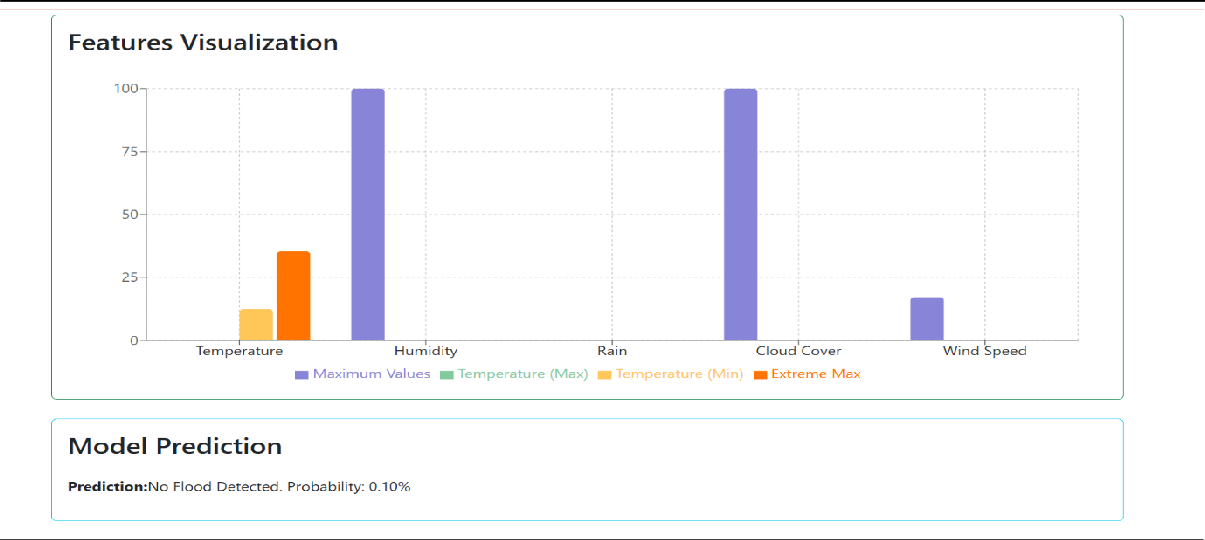 Features Visualization
100
75
50
25
0
Temperature Humidity Rain Cloud Cover Wind Speed
Maximum Values Temperature (Max) Temperature (Min) Extreme Max
Model Prediction
Prediction:No Flood Detected. Probability: 0.10%